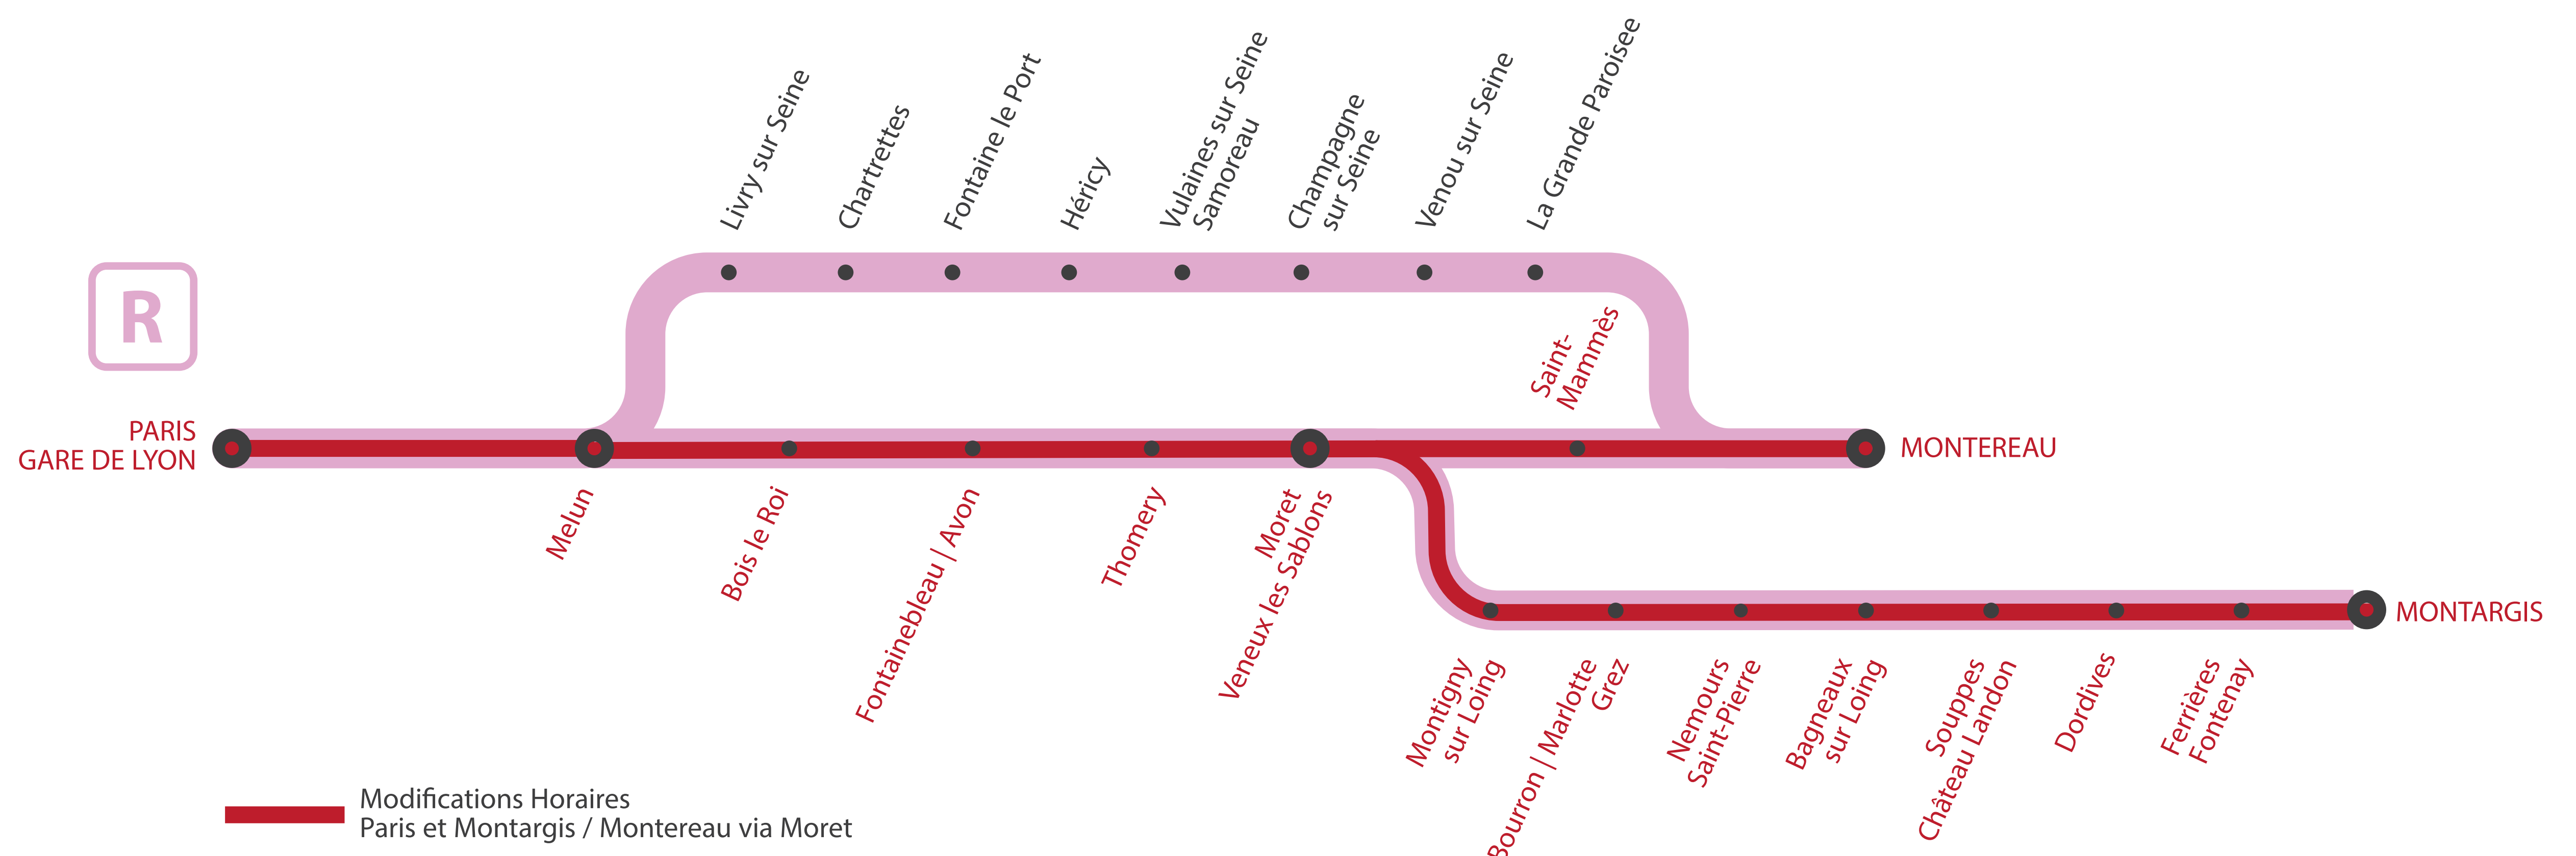 Livry sur Seine
Chartrettes
Fontaine le Port
Héricy
Vulaines sur Seine
Samoreau
Champagne
sur Seine
Venou sur Seine
La Grande Paroisee
R
Saint-
Mammès
PARIS
GARE DE LYON
MONTEREAU
Melun
Bois le Roi
Fontainebleau | Avon
Thomery
Moret
Veneux les Sablons
MONTARGIS
Montigny
sur Loing
Bourron | Marlotte
Grez
Nemours
Saint-Pierre
Bagneaux
sur Loing
Souppes
Château Landon
Dordives
Ferrières
Fontenay
Modifications Horaires
Paris et Montargis / Montereau via Moret